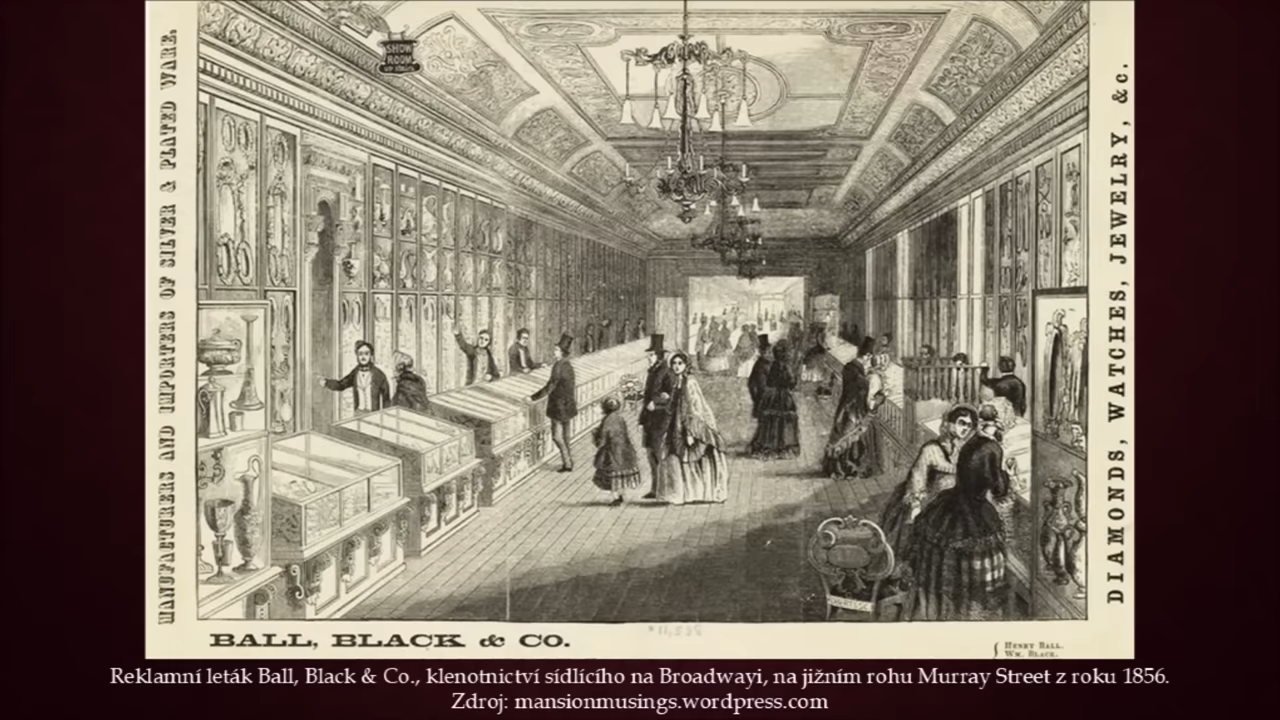 SHOW
ROOM
UP STAIRS
MANUFACTURERS AND IMPORTERS OF SILVER & PLATED WARE.
DIAMONDS, WATCHES, JEWELRY, &c.
BALL, BLACK & CO.
HENRY BALL.
WM. BLACK.
Reklamní leták Ball, Black & Co., klenotnictví sídlícího na Broadwayi, na jižním rohu Murray Street z roku 1856.
Zdroj: mansionmusings.wordpress.com